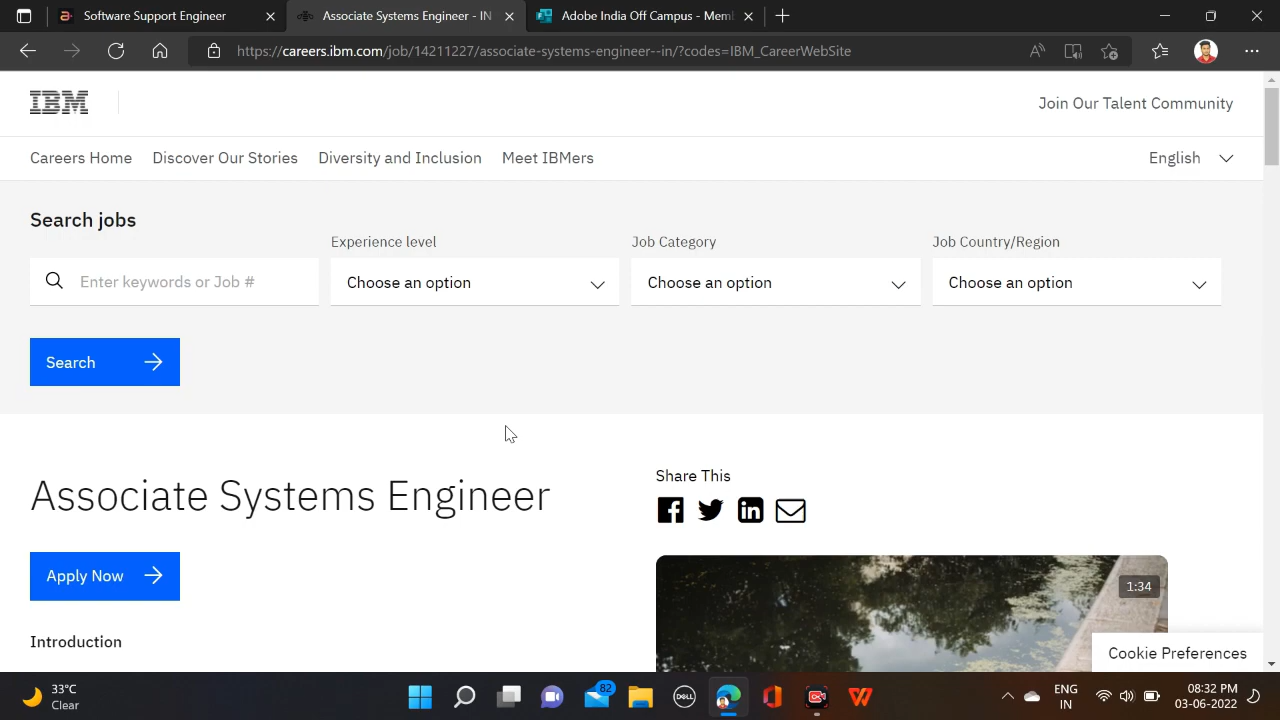 Software Support Engineer
Associate Systems Engineer - IN
Adobe India Off Campus - Mem
https://careers.ibm.com/job/14211227/associate-systems-engineer--in/?codes=IBM_CareerWebSite
IBM
Join Our Talent Community
Careers Home
Discover Our Stories
Diversity and Inclusion
Meet IBMers
English
Search jobs
Experience level
Job Category
Job Country/Region
Enter keywords or Job #
Choose an option
Choose an option
Choose an option
Search
Associate Systems Engineer
Share This
Apply Now
1:34
Introduction
Cookie Preferences
33°C
Clear
82
DELL
ENG
IN
08:32 PM
03-06-2022